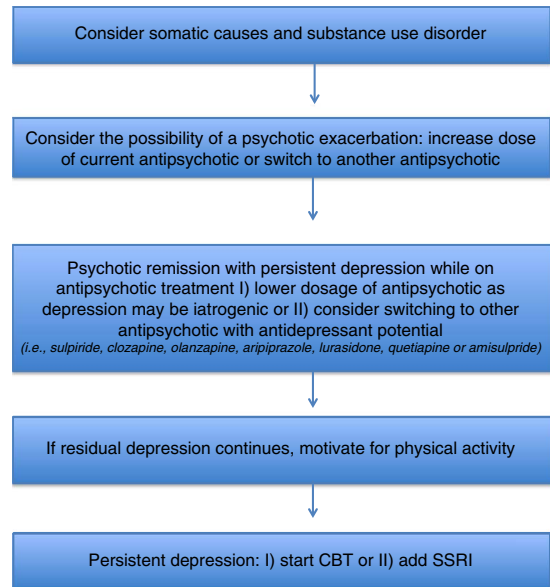 Consider somatic causes and substance use disorder
Consider the possibility of a psychotic exacerbation: increase dose
of current antipsychotic or switch to another antipsychotic
Psychotic remission with persistent depression while on
antipsychotic treatment I) lower dosage of antipsychotic as
depression may be iatrogenic or II) consider switching to other
antipsychotic with antidepressant potential
(i.e., sulpiride, clozapine, olanzapine, aripiprazole, lurasidone, quetiapine or amisulpride)
If residual depression continues, motivate for physical activity
Persistent depression: I) start CBT or II) add SSRI